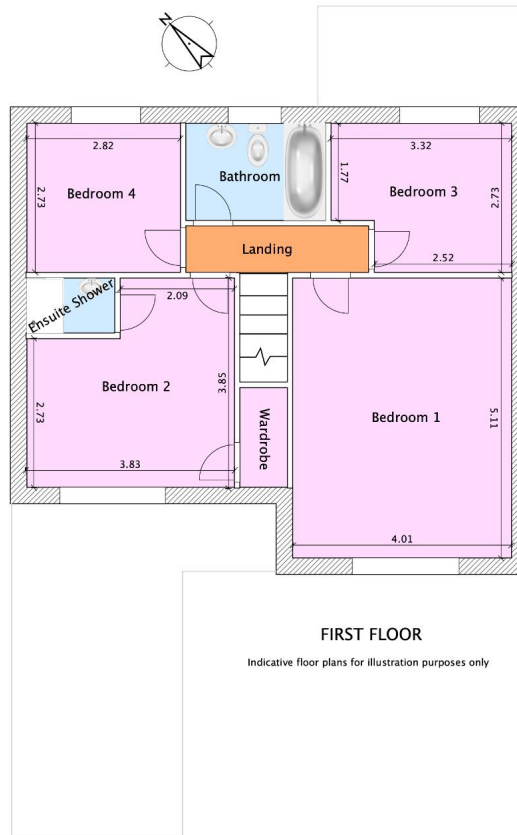 N
2.82
3.32
Bathroom
1.77
2.73
Bedroom 4
Bedroom 3
2.73
Landing
2.52
Ensuite Shower
2.09
Bedroom 2
3.85
2.73
Wardrobe
Bedroom 1
5.11
3.83
4.01
FIRST FLOOR
Indicative floor plans for illustration purposes only